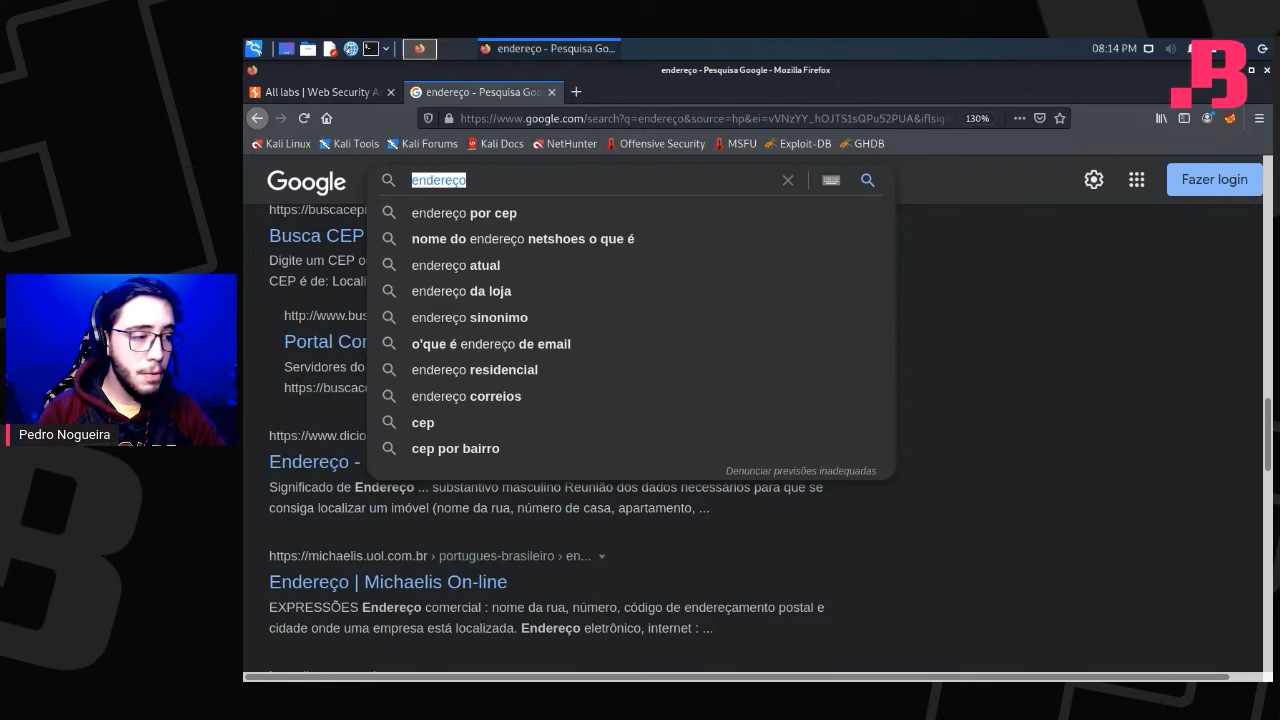 endereço - Pesquisa Go...
08:14 PM
endereço - Pesquisa Google - Mozilla Firefox
All labs | Web Security Ac
endereço - Pesquisa Goo
https://www.google.com/search?q=endereço&source=hp&ei=vVNzYY_hOJTS1sQPu52PUA&iflsig=
130%
Kali Linux
Kali Tools
Kali Forums
Kali Docs
NetHunter
Offensive Security
MSFU
Exploit-DB
GHDB
Google
endereço
Fazer login
endereço por cep
nome do endereço netshoes o que é
endereço atual
endereço da loja
endereço sinonimo
o'que é endereço de email
endereço residencial
endereço correios
cep
cep por bairro
Denunciar previsões inadequadas
https://buscacepi
Busca CEP
Digite um CEP o
CEP é de: Locali
http://www.bus
Portal Cor
Servidores do
https://buscace
https://www.dicio
Endereço -
Significado de Endereço ... substantivo masculino Reunião dos dados necessários para que se
consiga localizar um imóvel (nome da rua, número de casa, apartamento, ...
https://michaelis.uol.com.br › portugues-brasileiro › en...
Endereço | Michaelis On-line
EXPRESSÕES Endereço comercial : nome da rua, número, código de endereçamento postal e
cidade onde uma empresa está localizada. Endereço eletrônico, internet : ...
Pedro Nogueira